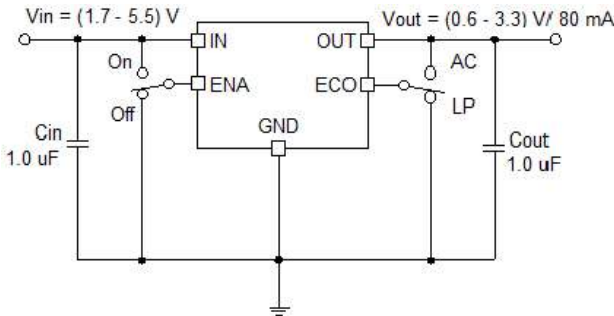 Vin = (1.7 - 5.5) V
Vout = (0.6 - 3.3) V/ 80 mA
IN
OUT
On
AC
ENA
ECO
Off
LP
GND
Cin
1.0 uF
Cout
1.0 uF